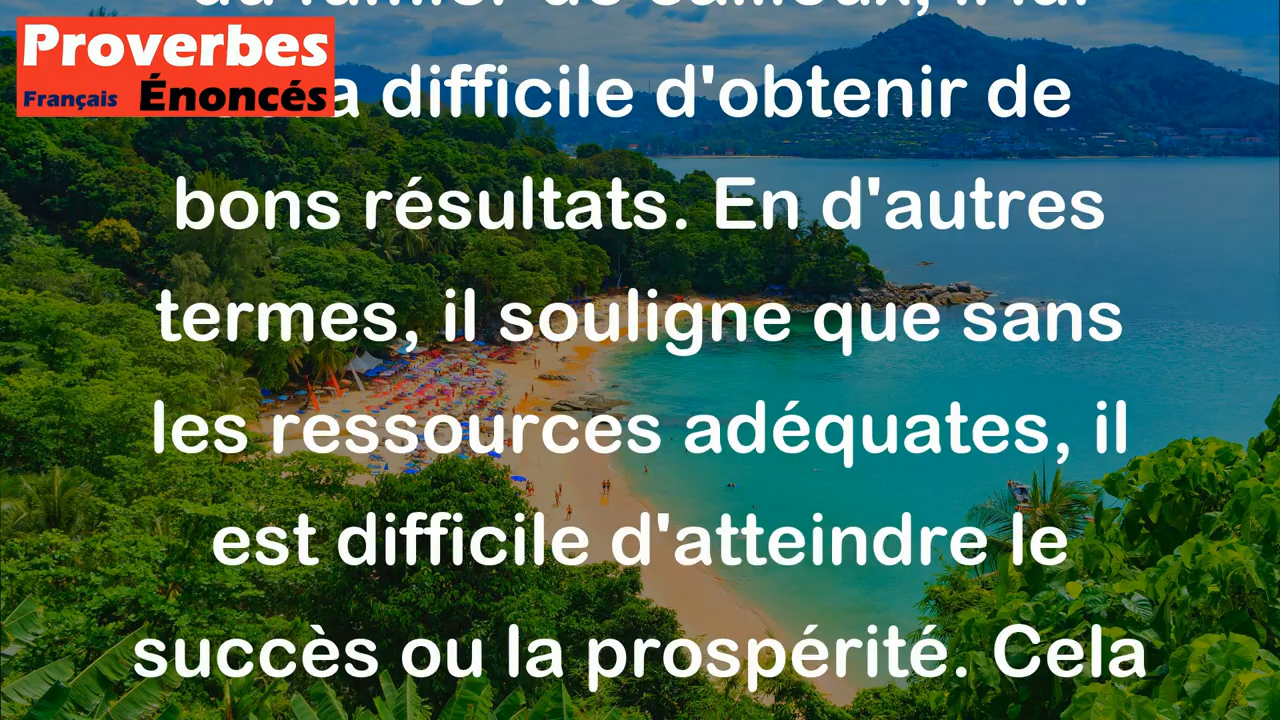 Proverbes
Français Énoncés
difficile d'obtenir de
bons résultats. En d'autres
termes, il souligne que sans
les ressources adéquates, il
est difficile d'atteindre le
succès ou la prospérité. Cela